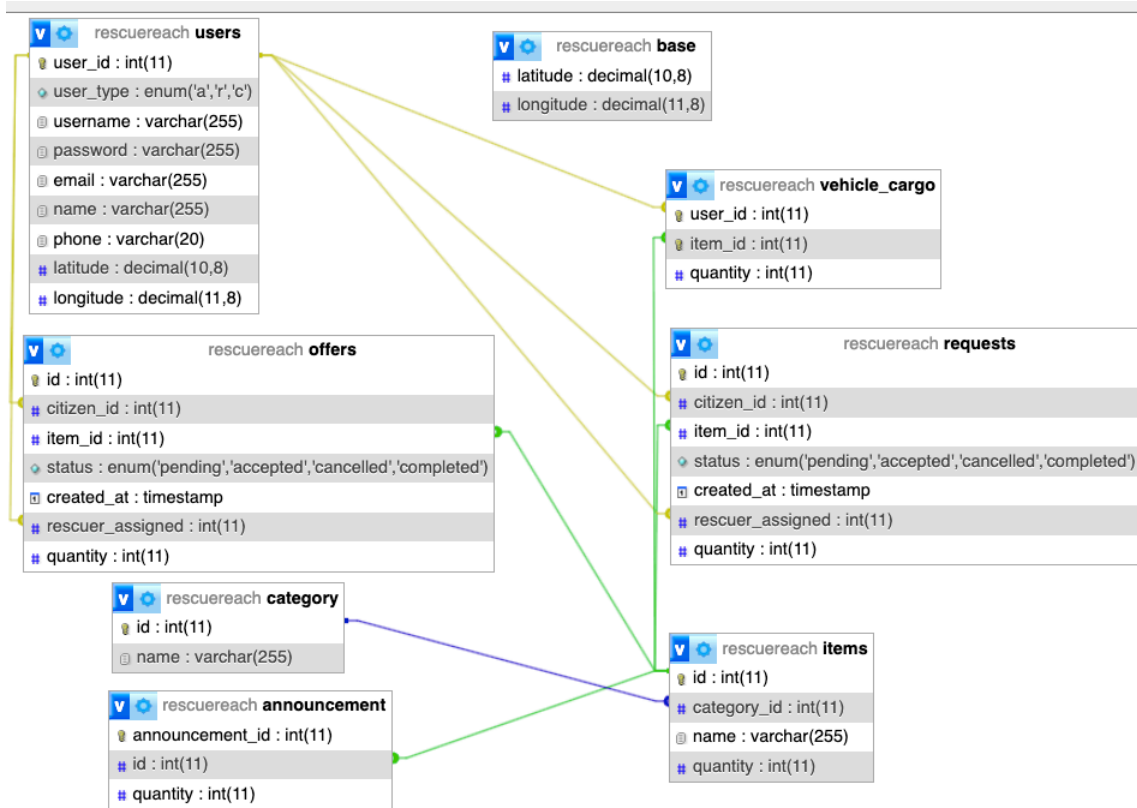 rescuereach users
user_id : int(11)
user_type : enum('a','r','c')
username : varchar(255)
password : varchar(255)
email : varchar(255)
name : varchar(255)
phone : varchar(20)
latitude : decimal(10,8)
longitude : decimal(11,8)
rescuereach base
latitude : decimal(10,8)
longitude : decimal(11,8)
rescuereach vehicle_cargo
user_id : int(11)
item_id : int(11)
quantity : int(11)
rescuereach offers
id : int(11)
citizen_id : int(11)
item_id : int(11)
status : enum('pending','accepted','cancelled','completed')
created_at : timestamp
rescuer_assigned : int(11)
quantity : int(11)
rescuereach requests
id : int(11)
citizen_id : int(11)
item_id : int(11)
status : enum('pending','accepted','cancelled','completed')
created_at : timestamp
rescuer_assigned : int(11)
quantity : int(11)
rescuereach category
id : int(11)
name : varchar(255)
rescuereach items
id : int(11)
category_id : int(11)
name : varchar(255)
quantity : int(11)
rescuereach announcement
announcement_id : int(11)
id : int(11)
quantity : int(11)